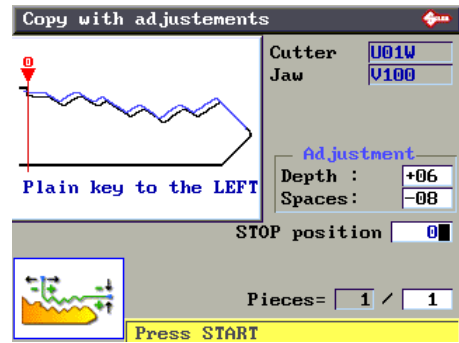 Copy with adjustements
Cutter U01W
Jaw V100
0
Plain key to the LEFT
Adjustment
Depth : +06
Spaces: -08
STOP position 0
Pieces= 1 / 1
Press START